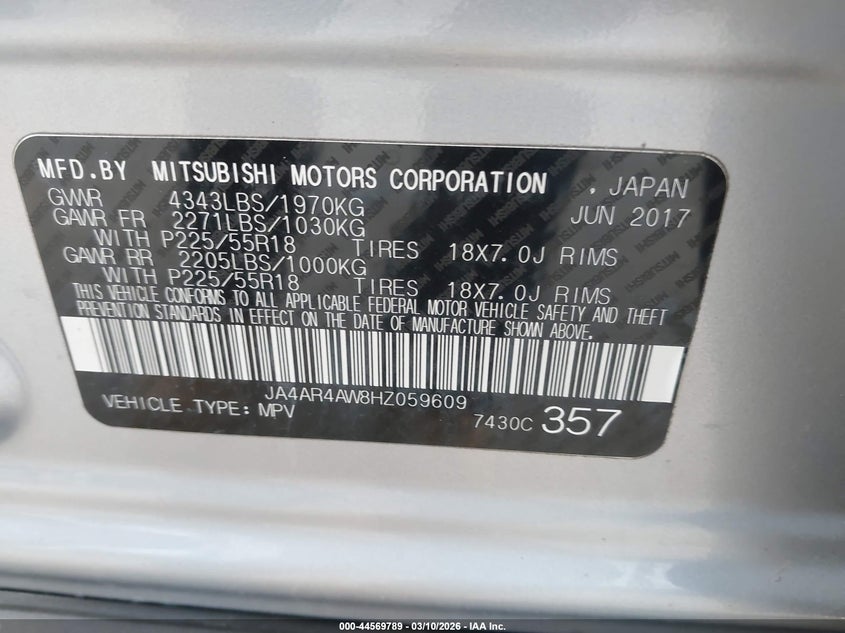 MFD.BY MITSUBISHI MOTORS CORPORATION , JAPAN
GVWR 4343LBS/1970KG JUN 2017
GAWR FR 2271LBS/1030KG
WITH P225/55R18 TIRES 18X7.0J RIMS
GAWR RR 2205LBS/1000KG
WITH P225/55R18 TIRES 18X7.0J RIMS
THIS VEHICLE CONFORMS TO ALL APPLICABLE FEDERAL MOTOR VEHICLE SAFETY AND THEFT
PREVENTION STANDARDS IN EFFECT ON THE DATE OF MANUFACTURE SHOWN ABOVE.
JA4AR4AW8HZ059609
VEHICLE TYPE: MPV 7430C 357
000-44569789 - 03/10/2026 - IAA Inc.